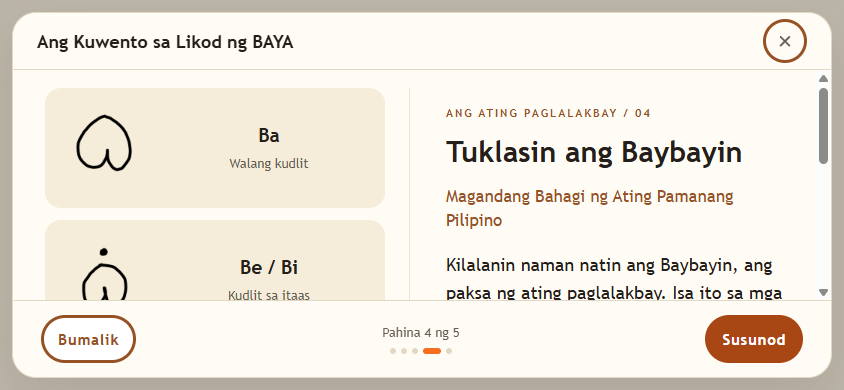 Ang Kuwento sa Likod ng BAYA
ᜊ
Ba
Walang kudlit
ᜊᜒ
Be / Bi
Kudlit sa itaas
ANG ATING PAGLALAKBAY / 04
Tuklasin ang Baybayin
Magandang Bahagi ng Ating Pamanang
Pilipino
Kilalanin naman natin ang Baybayin, ang
paksa ng ating paglalakbay. Isa ito sa mga
Bumalik
Pahina 4 ng 5
Susunod